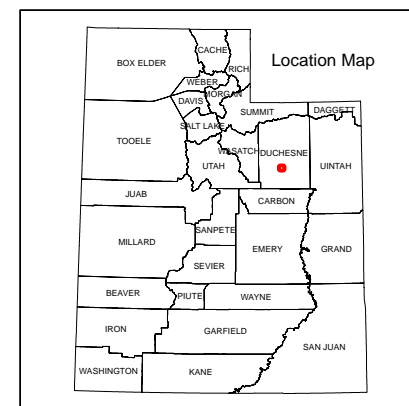 Location Map
CACHE
BOX ELDER
RICH
WEBER
MORGAN
DAVIS
SUMMIT
DAGGETT
SALT LAKE
TOOELE
WASATCH
DUCHESNE
UTAH
UINTAH
JUAB
CARBON
SANPETE
MILLARD
EMERY
GRAND
SEVIER
BEAVER
PIUTE
WAYNE
IRON
GARFIELD
SAN JUAN
WASHINGTON
KANE